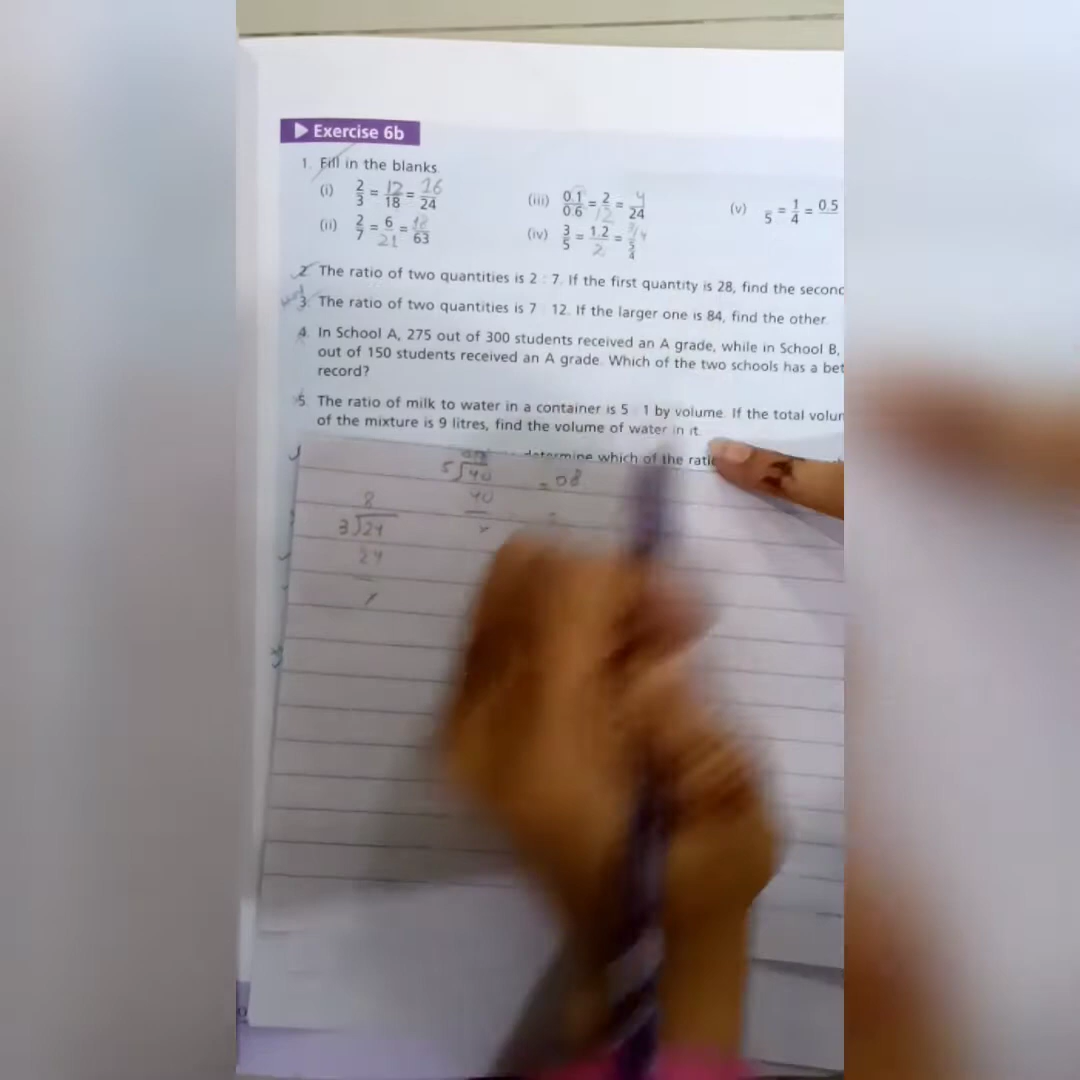 Exercise 6b
1. Fill in the blanks.
(i) 2/3 = 12/18 = 16/24
(iii) 0.1/0.6 = 2/12 = 4/24
(v) /5 = 1/4 = 0.5
(ii) 2/7 = 6/21 = 18/63
(iv) 3/5 = 1.2/2 =
2. The ratio of two quantities is 2 : 7. If the first quantity is 28, find the second
3. The ratio of two quantities is 7 : 12. If the larger one is 84, find the other.
4. In School A, 275 out of 300 students received an A grade, while in School B,
out of 150 students received an A grade. Which of the two schools has a
record?
5. The ratio of milk to water in a container is 5 : 1 by volume. If the total
of the mixture is 9 litres, find the volume of water in it.
determine which of the
5 40
= 08
40
8
3 24
24